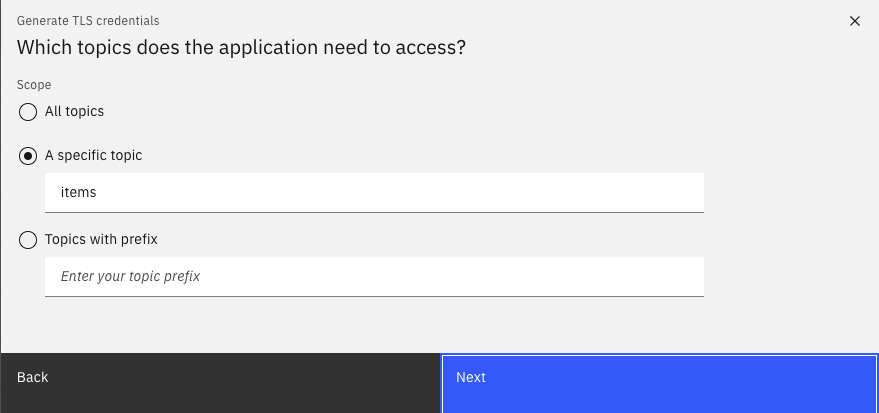 Generate TLS credentials
Which topics does the application need to access?
Scope
All topics
A specific topic
items
Topics with prefix
Enter your topic prefix
Back
Next